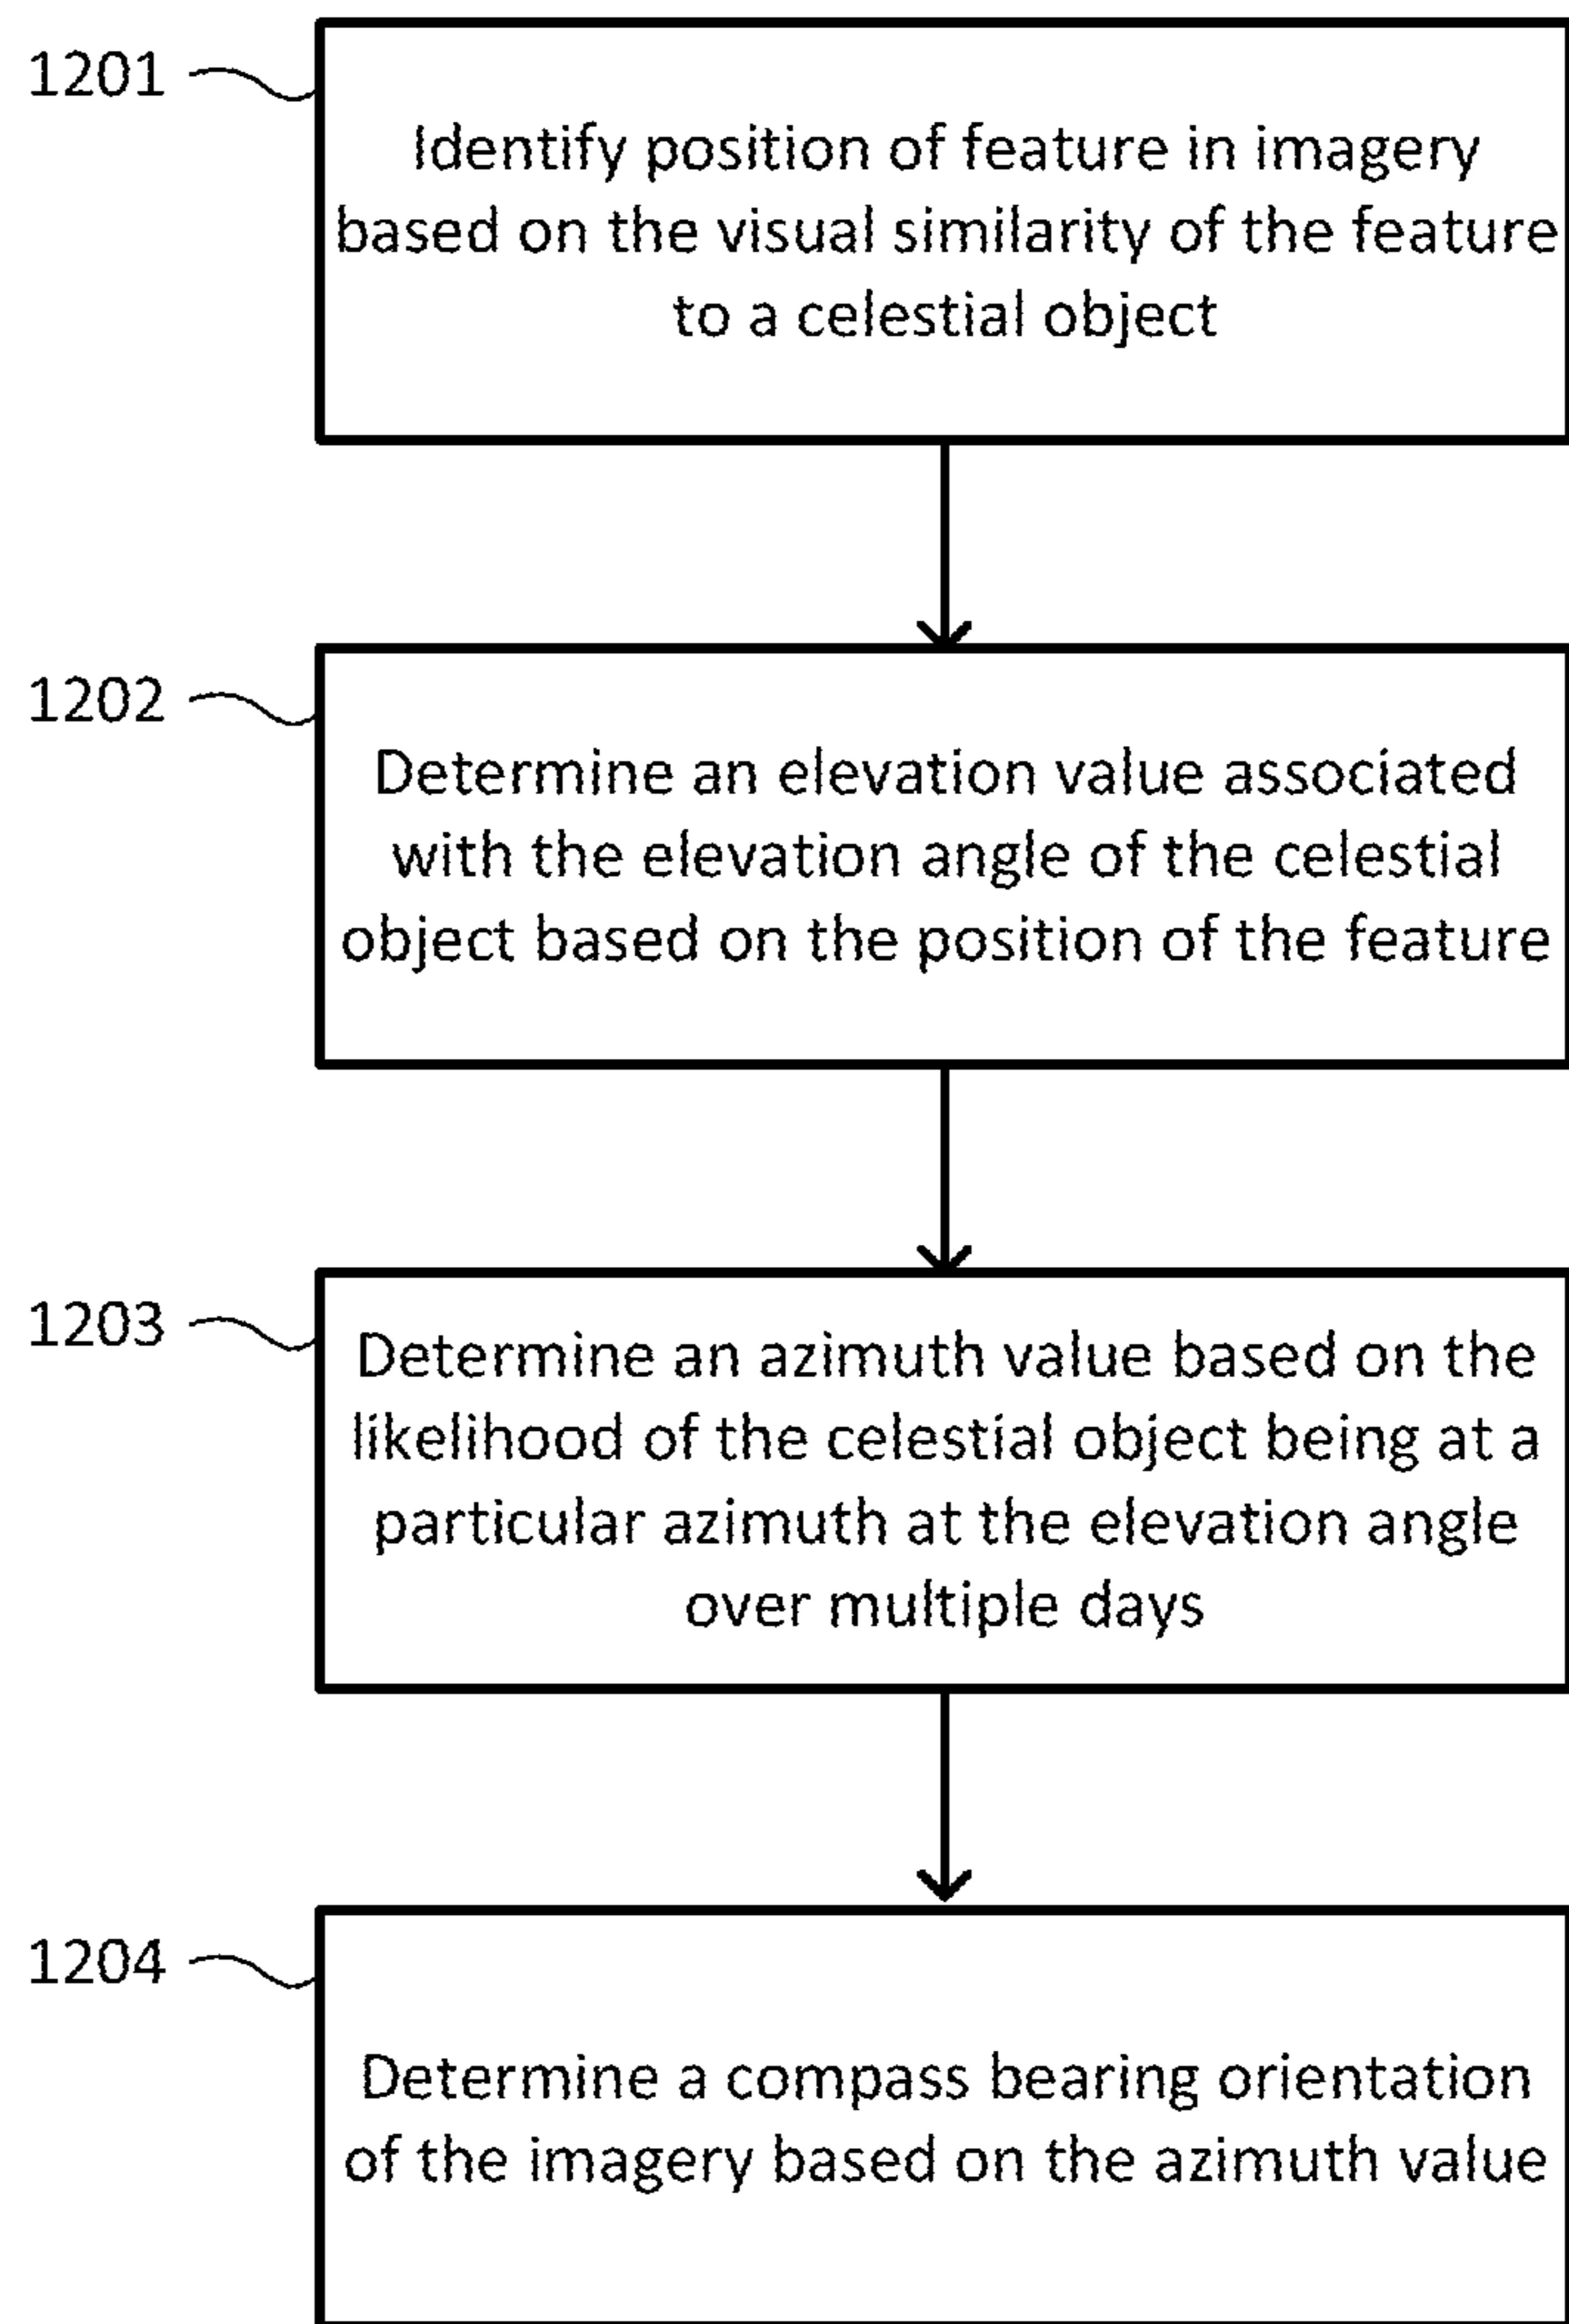 1201
Identify position of feature in imagery
based on the visual similarity of the feature
to a celestial object
1202
Determine an elevation value associated
with the elevation angle of the celestial
object based on the position of the feature
1203
Determine an azimuth value based on the
likelihood of the celestial object being at a
particular azimuth at the elevation angle
over multiple days
1204
Determine a compass bearing orientation
of the imagery based on the azimuth value